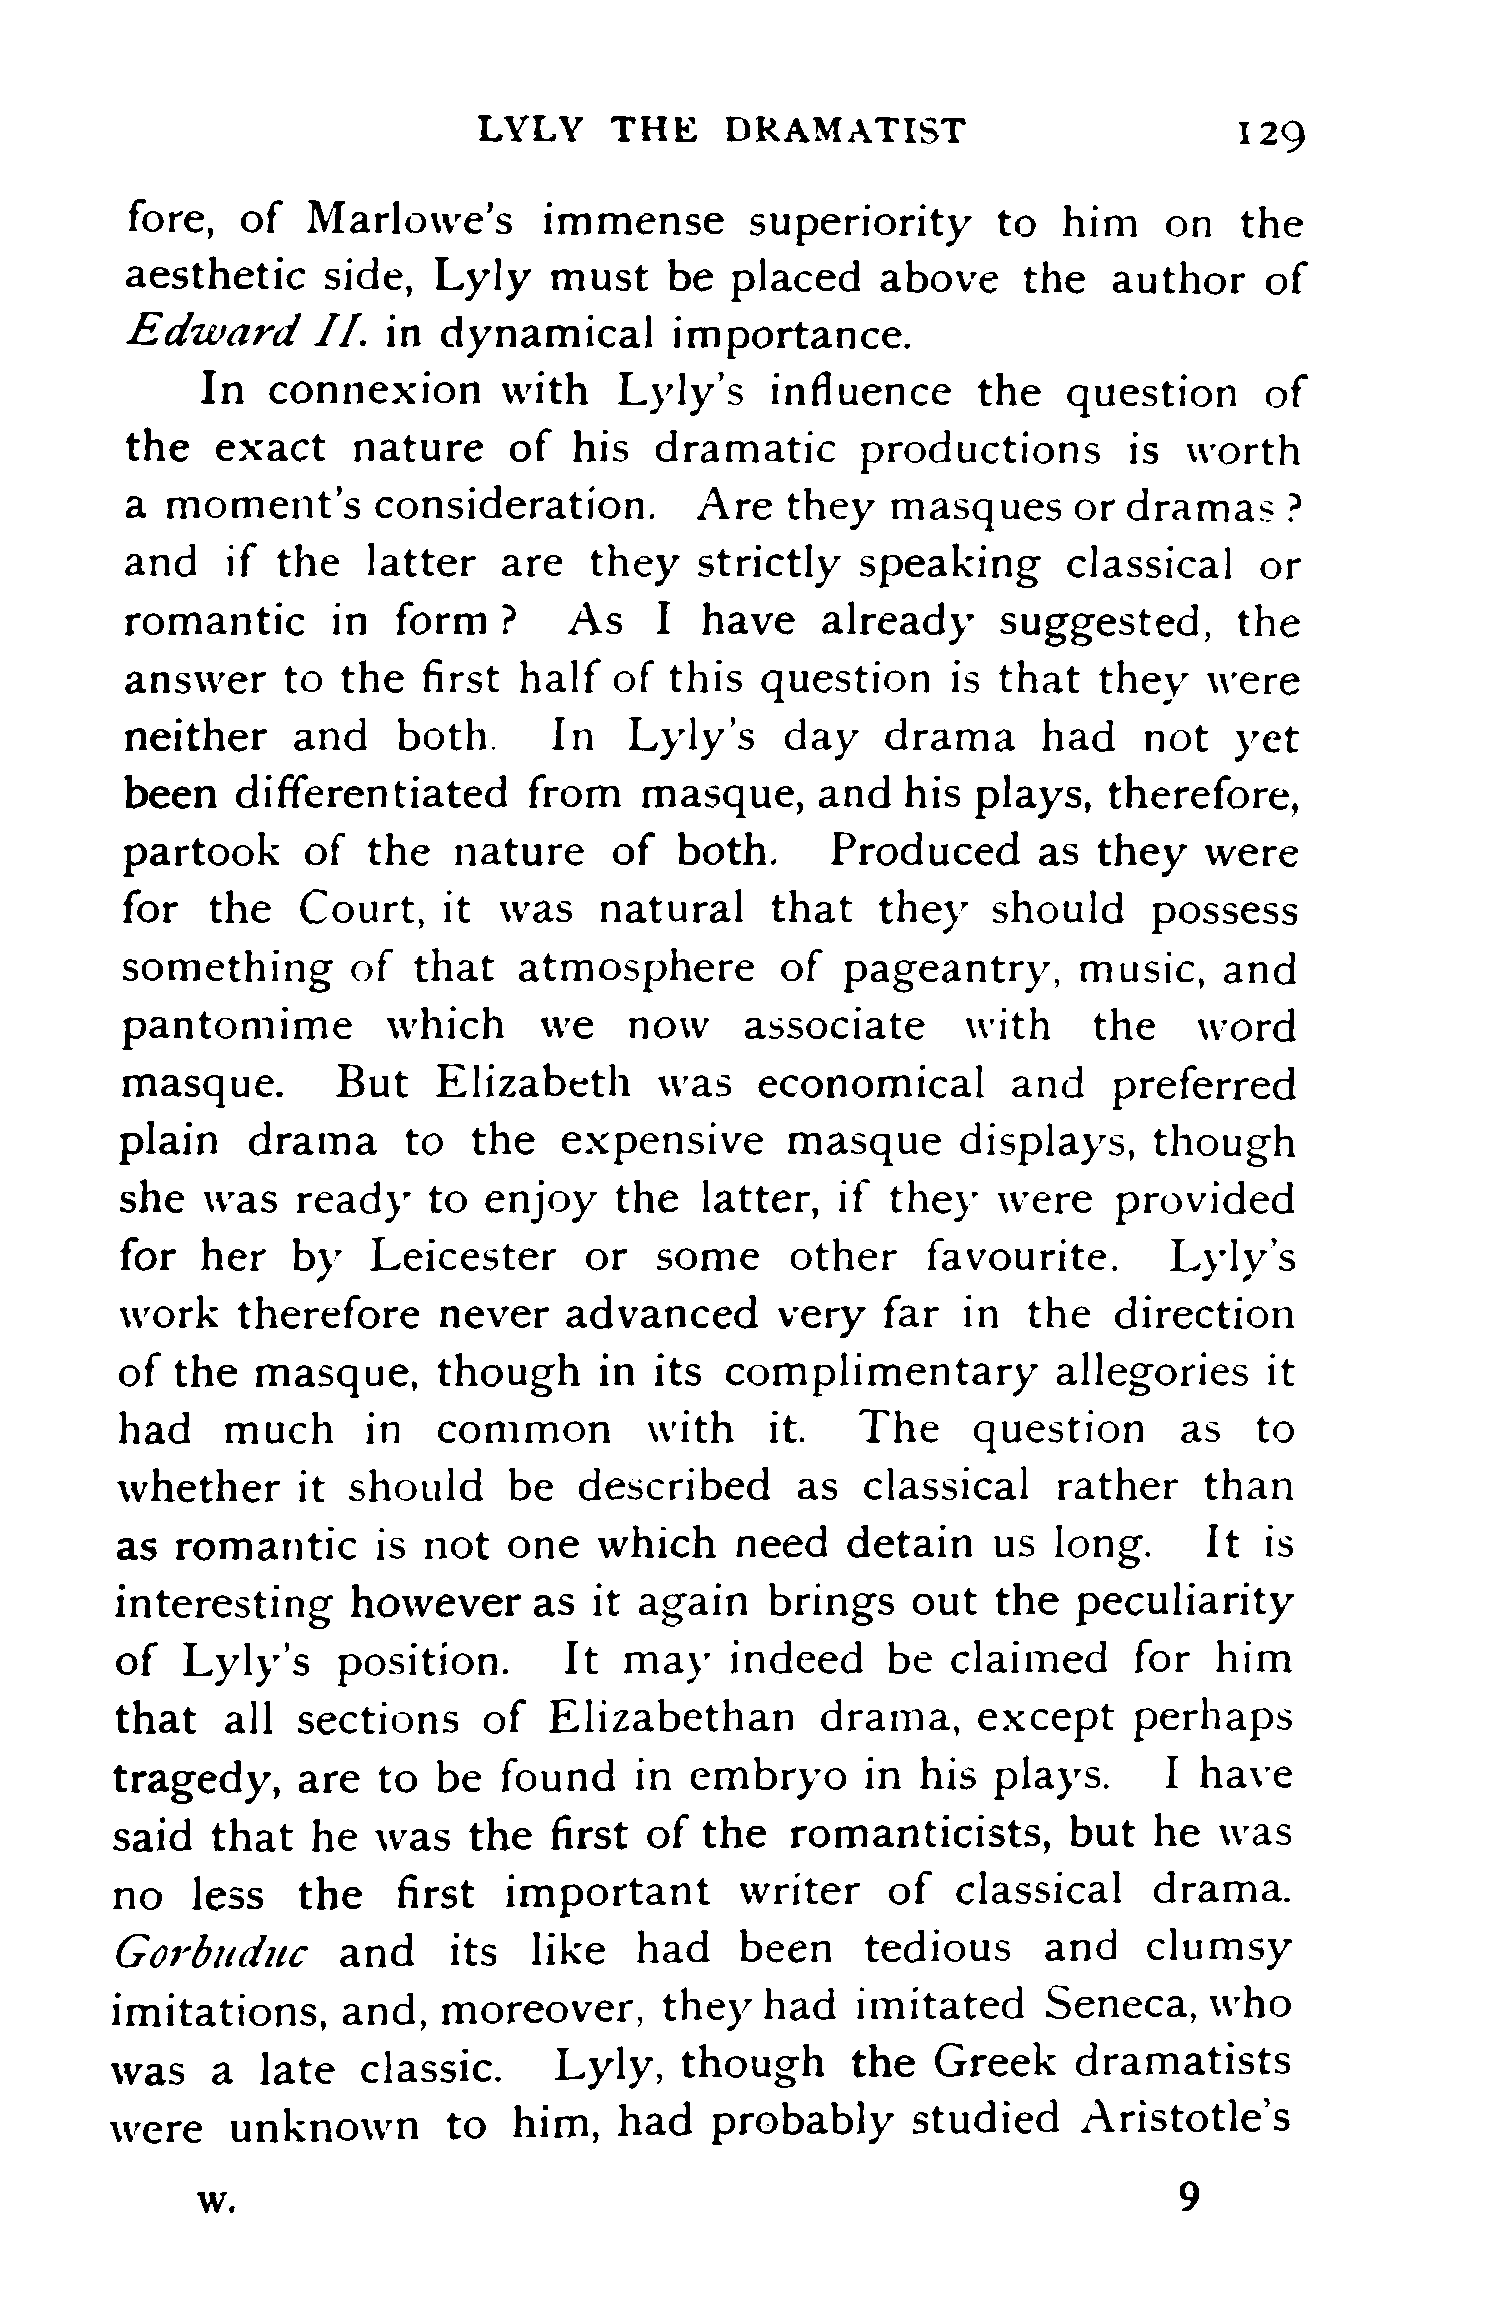 LYLY THE DRAMATIST 129
fore, of Marlowe's immense superiority to him on the
aesthetic side, Lyly must be placed above the author of
Edward II. in dynamical importance.
In connexion with Lyly's influence the question of
the exact nature of his dramatic productions is worth
a moment's consideration. Are they masques or dramas ?
and if the latter are they strictly speaking classical or
romantic in form ? As I have already suggested, the
answer to the first half of this question is that they were
neither and both. In Lyly's day drama had not yet
been differentiated from masque, and his plays, therefore,
partook of the nature of both. Produced as they were
for the Court, it was natural that they should possess
something of that atmosphere of pageantry, music, and
pantomime which we now associate with the word
masque. But Elizabeth was economical and preferred
plain drama to the expensive masque displays, though
she was ready to enjoy the latter, if they were provided
for her by Leicester or some other favourite. Lyly's
work therefore never advanced very far in the direction
of the masque, though in its complimentary allegories it
had much in common with it. The question as to
whether it should be described as classical rather than
as romantic is not one which need detain us long. It is
interesting however as it again brings out the peculiarity
of Lyly's position. It may indeed be claimed for him
that all sections of Elizabethan drama, except perhaps
tragedy, are to be found in embryo in his plays. I have
said that he was the first of the romanticists, but he was
no less the first important writer of classical drama.
Gorbuduc and its like had been tedious and clumsy
imitations, and, moreover, they had imitated Seneca, who
was a late classic. Lyly, though the Greek dramatists
were unknown to him, had probably studied Aristotle's
w. 9